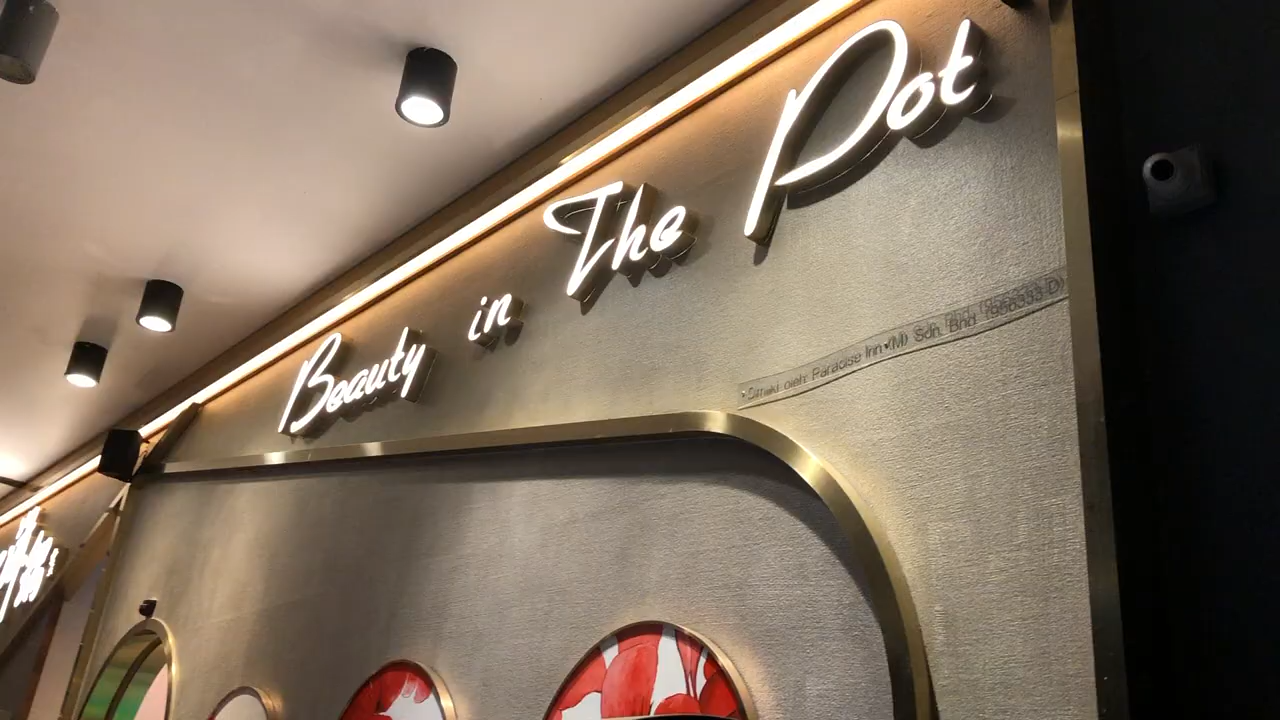 Beauty in The Pot
Dimiliki oleh: Paradise Inn (M) Sdn. Bhd.